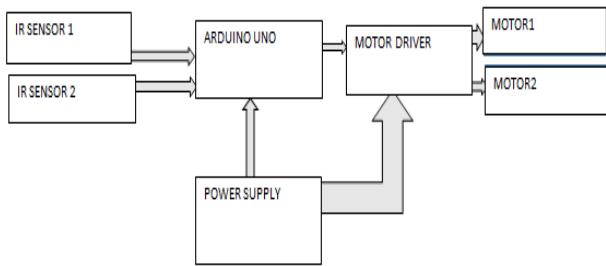 IR SENSOR 1
IR SENSOR 2
ARDUINO UNO
MOTOR DRIVER
MOTOR1
MOTOR2
POWER SUPPLY